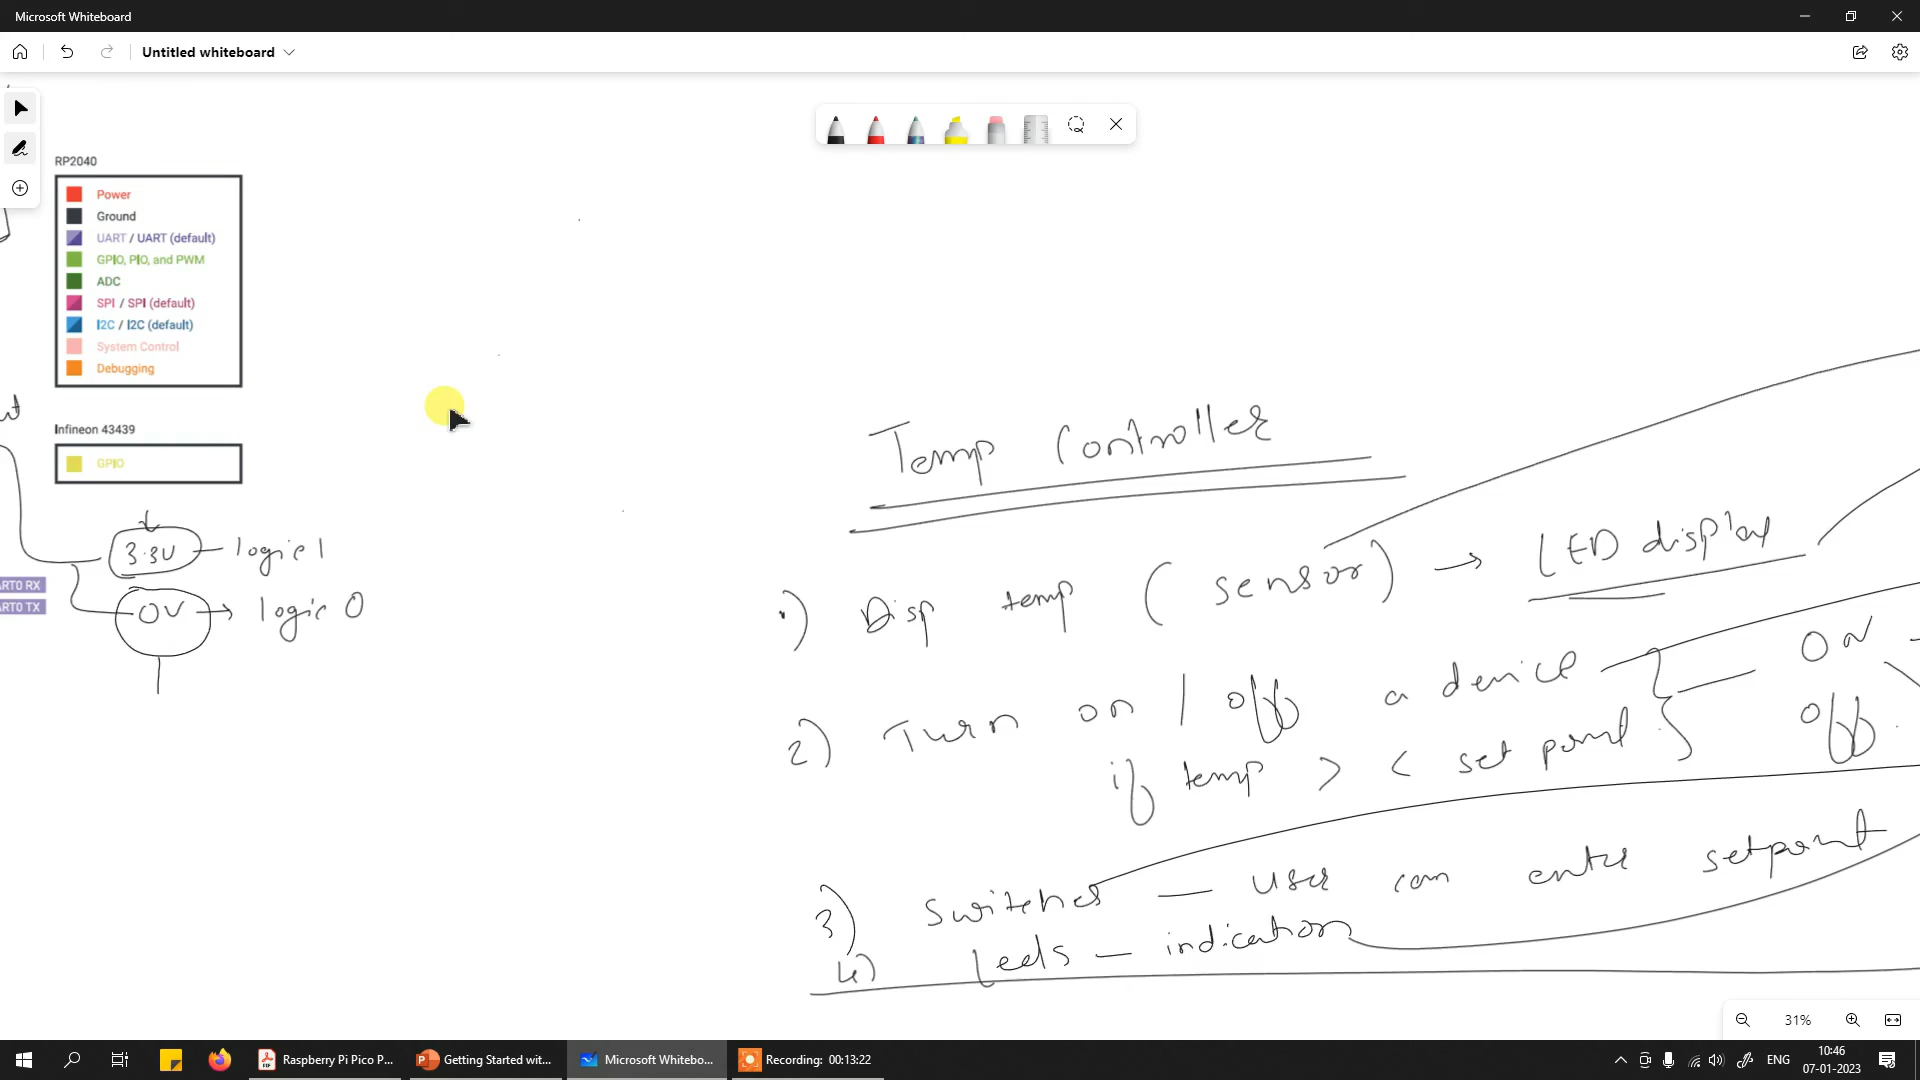 Microsoft Whiteboard
Untitled whiteboard
RP2040
Power
Ground
UART / UART (default)
GPIO, PIO, and PWM
ADC
SPI / SPI (default)
I2C / I2C (default)
System Control
Debugging
Infineon 43439
GPIO
3.3V logic 1
0V → logic 0
ART0 RX
ART0 TX
Temp Controller
1) Disp temp (sensor) → LED display
2) Turn on / off a device
if temp > < set point
ON
off
3) Switches — user can enter setpoint
4) Leds — indication
31%
Raspberry Pi Pico P...
Getting Started wit...
Microsoft Whitebo...
Recording: 00:13:22
ENG
10:46
07-01-2023